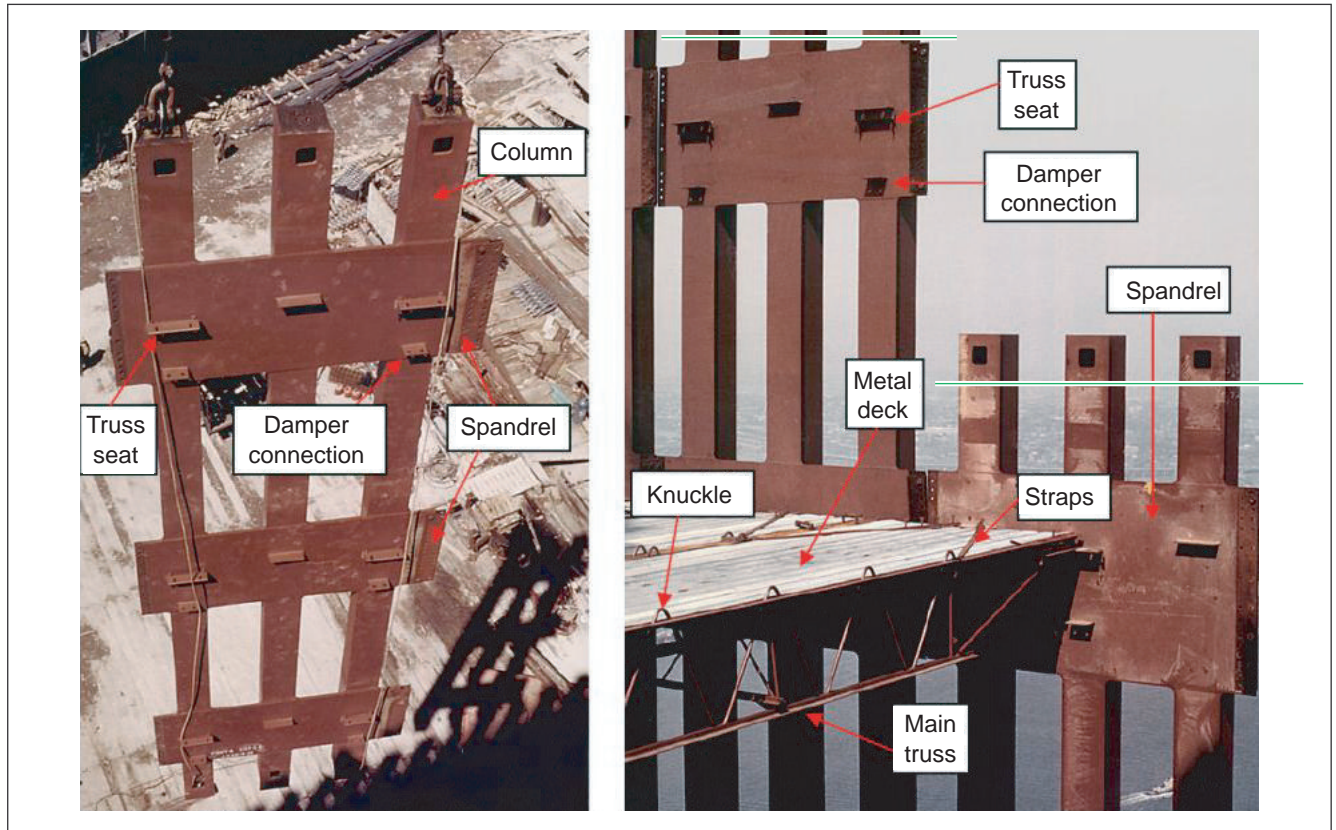 Column
Truss
seat
Damper
connection
Spandrel
Truss
seat
Damper
connection
Spandrel
Metal
deck
Knuckle
Straps
Main
truss